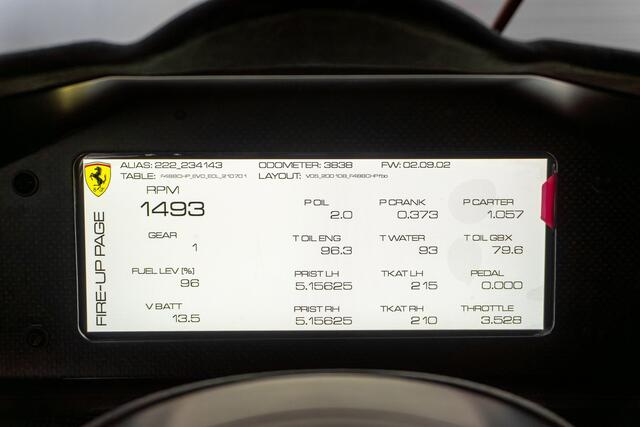 ALIAS: 222_234143 ODOMETER: 3838 FW: 02.09.02
TABLE: F488CHP_EVO_EOL_210701 LAYOUT: V05_200108_F488CHPfbo
FIRE-UP PAGE
RPM
1493
P OIL P CRANK P CARTER
2.0 0.373 1.057
GEAR T OIL ENG T WATER T OIL GBX
1 96.3 93 79.6
FUEL LEV (%) PRIST LH TKAT LH PEDAL
96 5.15625 215 0.000
V BATT PRIST RH TKAT RH THROTTLE
13.5 5.15625 210 3.528